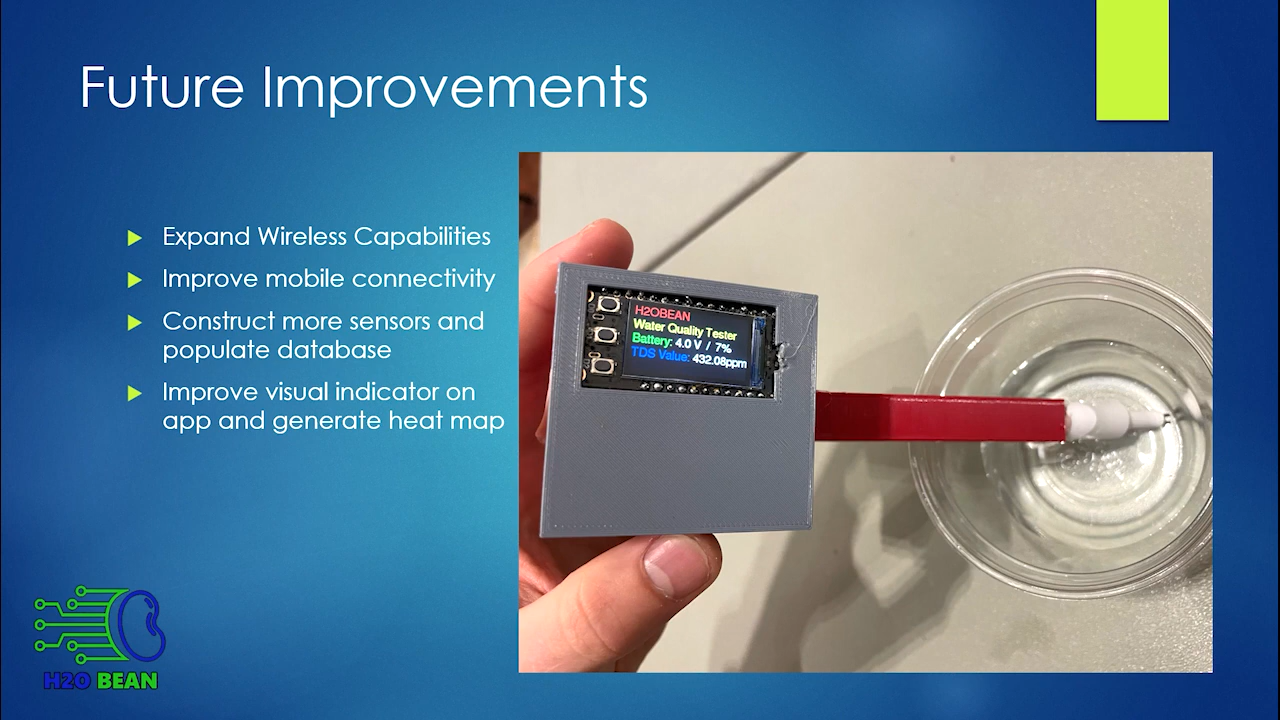 Future Improvements
Expand Wireless Capabilities
Improve mobile connectivity
Construct more sensors and
populate database
Improve visual indicator on
app and generate heat map
H2OBEAN
Water Quality Tester
Battery: 4.0 V / 7%
TDS Value: 432.08ppm
H2O BEAN